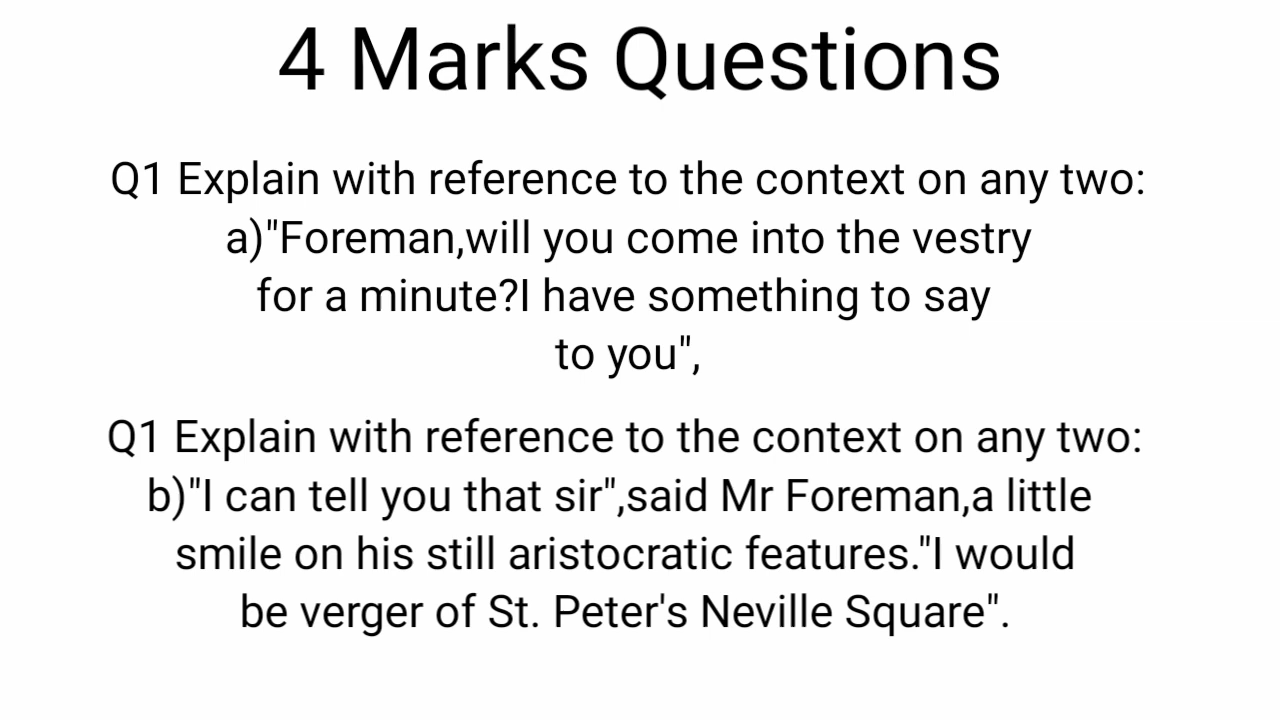 4 Marks Questions
Q1 Explain with reference to the context on any two:
a)"Foreman,will you come into the vestry
for a minute?I have something to say
to you",
Q1 Explain with reference to the context on any two:
b)"I can tell you that sir",said Mr Foreman,a little
smile on his still aristocratic features."I would
be verger of St. Peter's Neville Square".